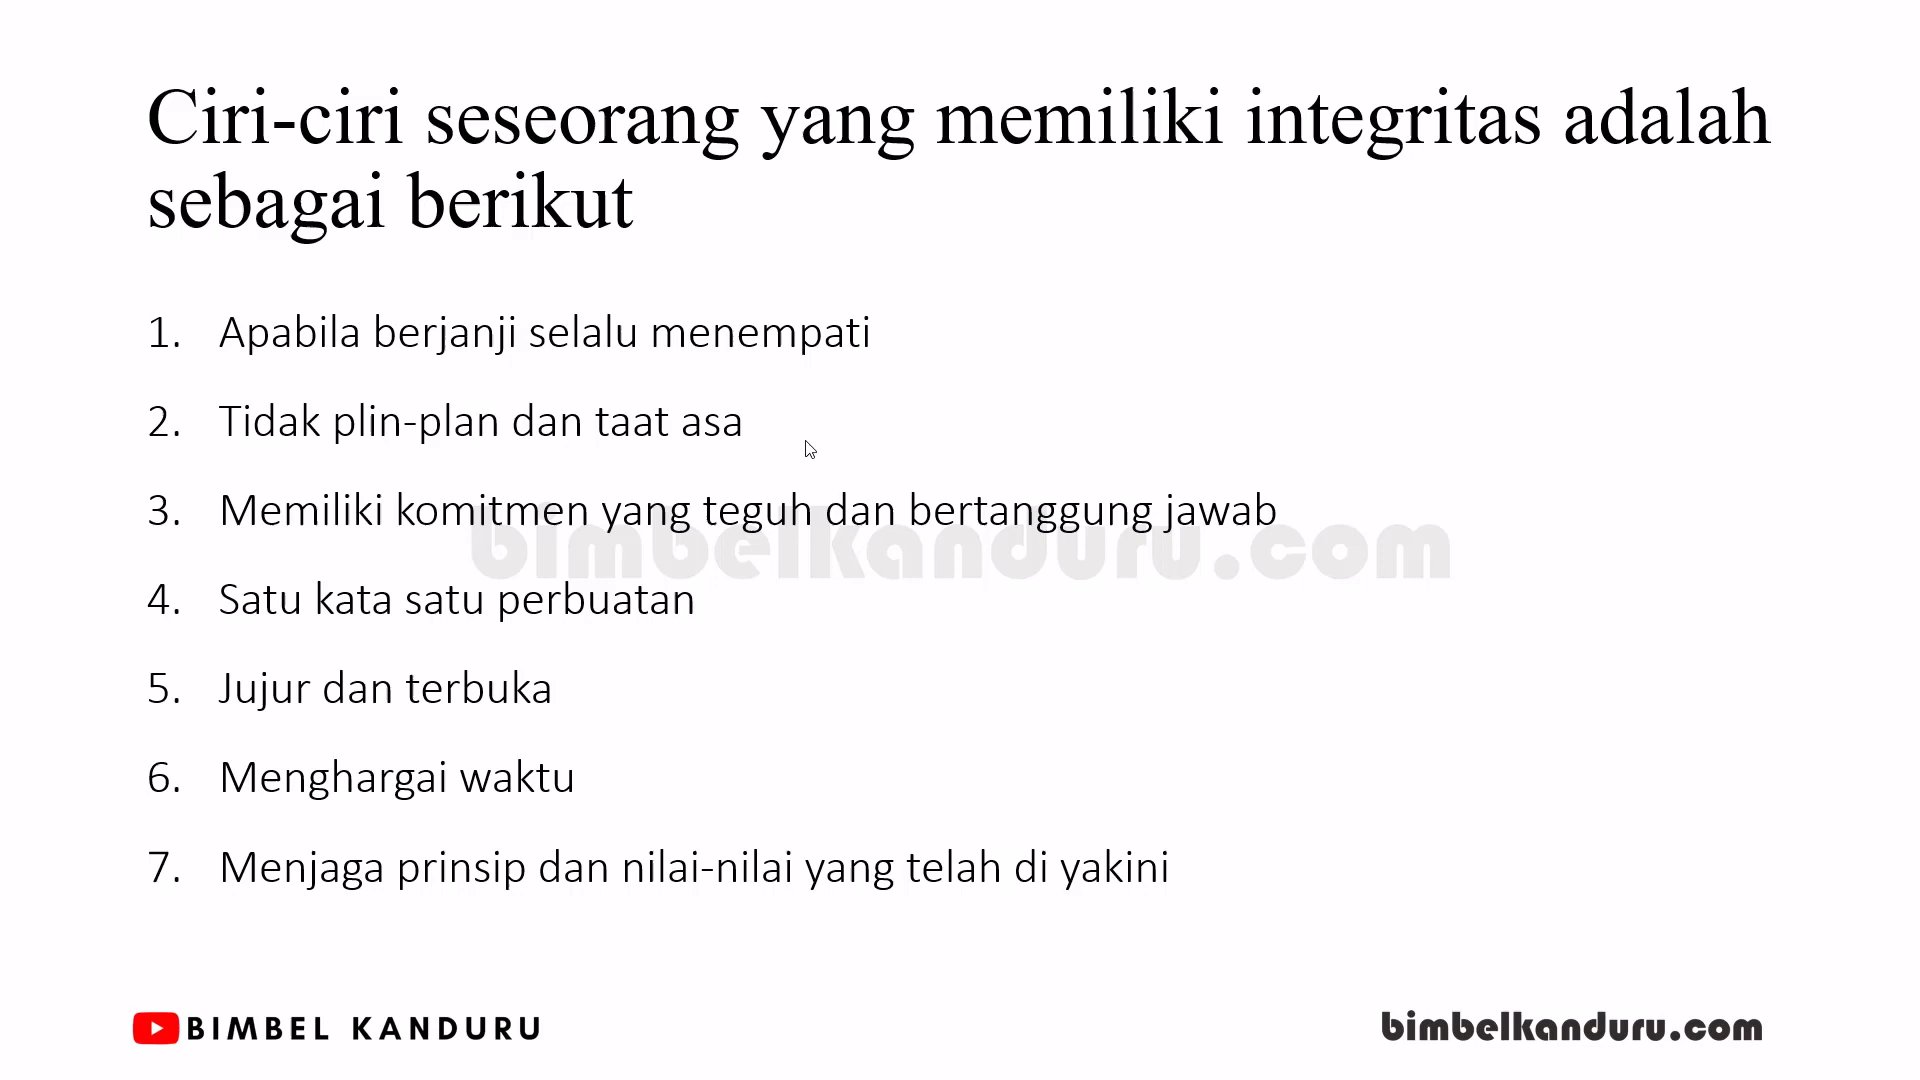 Ciri-ciri seseorang yang memiliki integritas adalah
sebagai berikut
1. Apabila berjanji selalu menempati
2. Tidak plin-plan dan taat asa
3. Memiliki komitmen yang teguh dan bertanggung jawab
bimbelkanduru.com
4. Satu kata satu perbuatan
5. Jujur dan terbuka
6. Menghargai waktu
7. Menjaga prinsip dan nilai-nilai yang telah di yakini
BIMBEL KANDURU
bimbelkanduru.com